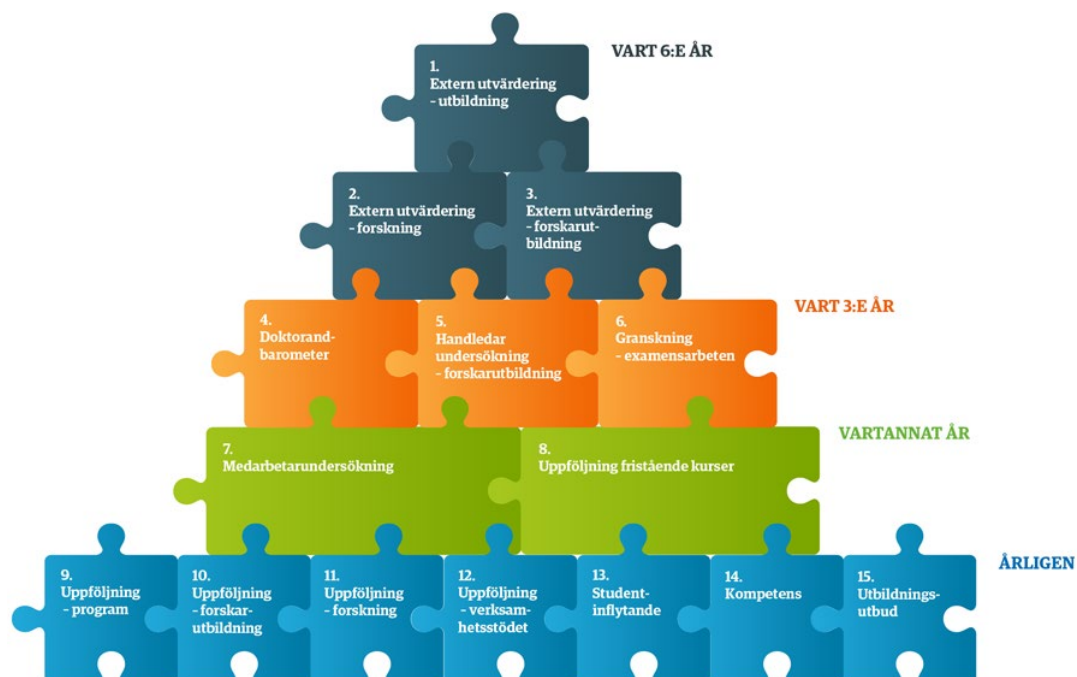 VART 6:E ÅR
1.
Extern utvärdering
– utbildning
2.
Extern utvärdering
– forskning
3.
Extern utvärdering
– forskarut-
bildning
VART 3:E ÅR
4.
Doktorand-
barometer
5.
Handledar
undersökning
– forskarutbildning
6.
Granskning
– examensarbeten
VARTANNAT ÅR
7.
Medarbetarundersökning
8.
Uppföljning fristående kurser
ÅRLIGEN
9.
Uppföljning
– program
10.
Uppföljning
– forskar-
utbildning
11.
Uppföljning
– forskning
12.
Uppföljning
– verksam-
hetsstödet
13.
Student-
inflytande
14.
Kompetens
15.
Utbildnings-
utbud